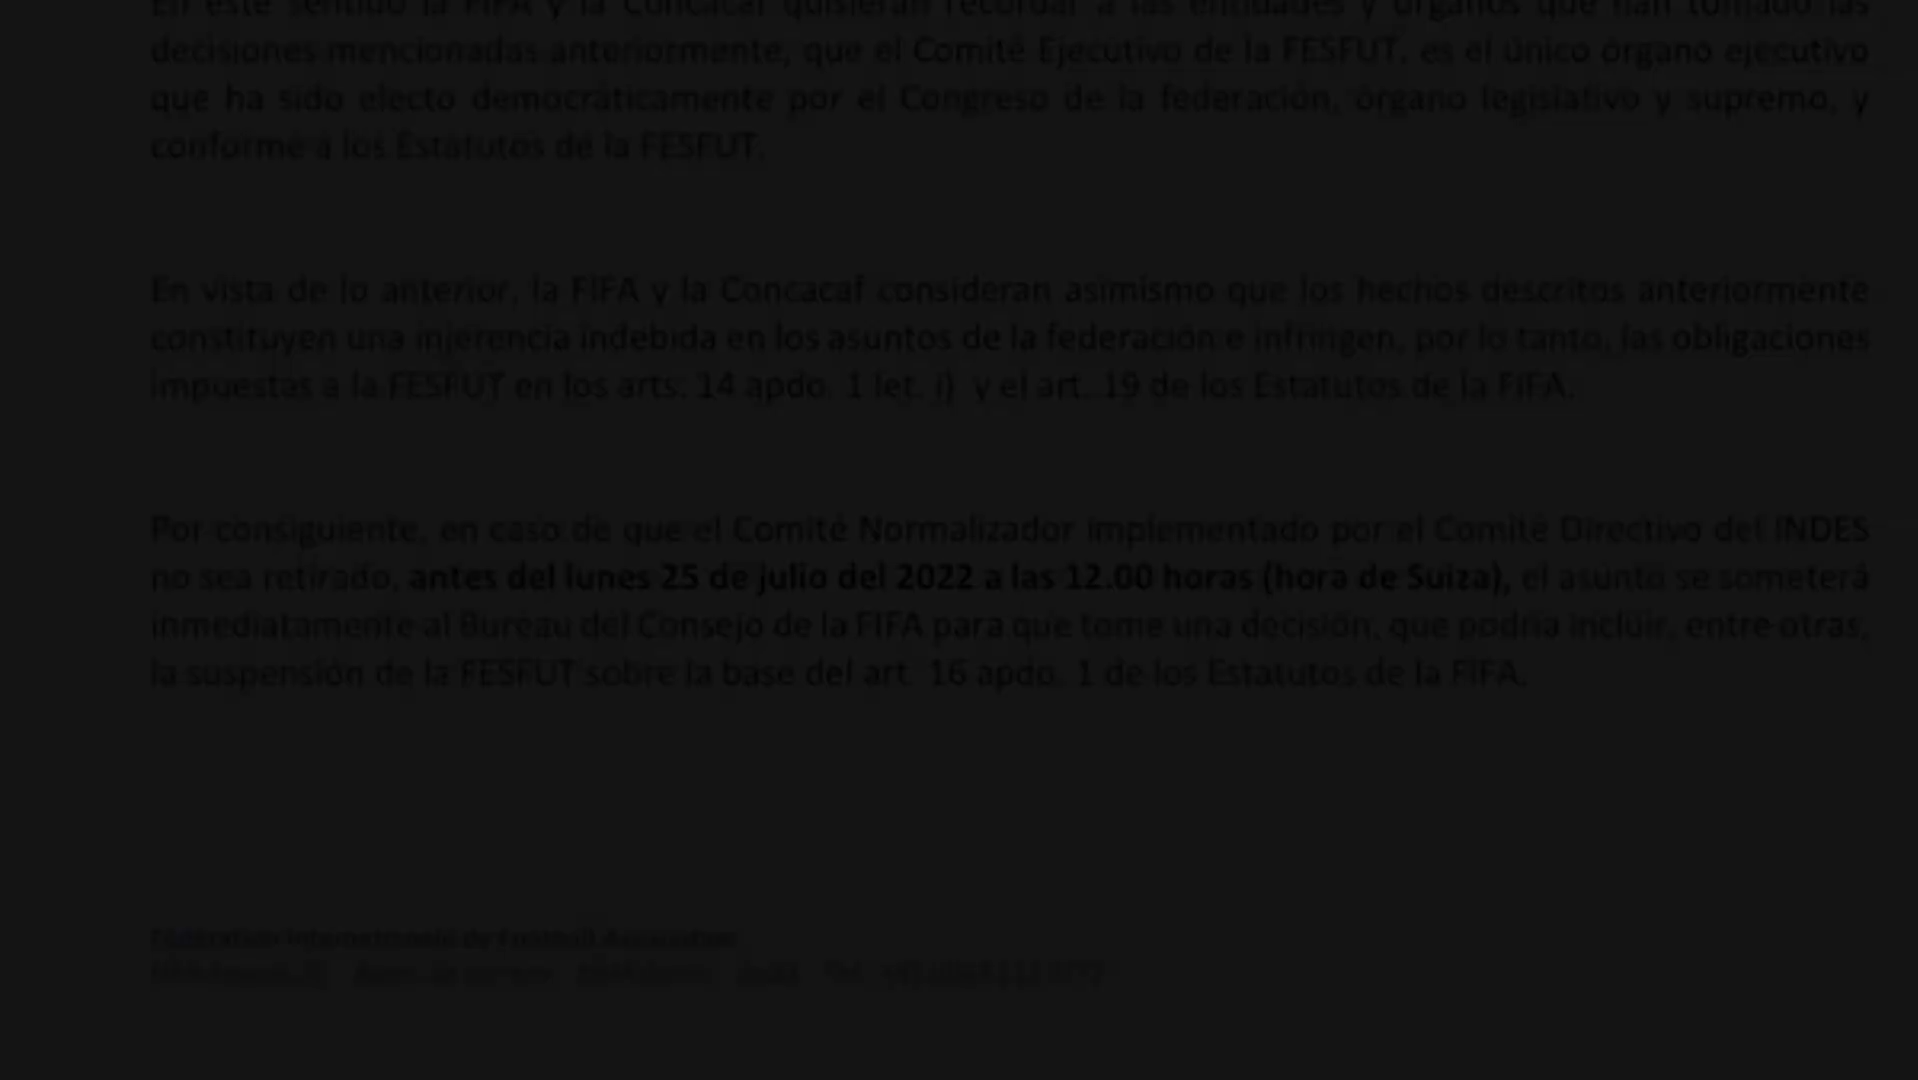 En este sentido la FIFA y la Concacaf quisieran recordar a las entidades y órganos que han tomado las
decisiones mencionadas anteriormente, que el Comité Ejecutivo de la FESFUT, es el único órgano ejecutivo
que ha sido electo democráticamente por el Congreso de la federación, órgano legislativo y supremo, y
conforme a los Estatutos de la FESFUT.
En vista de lo anterior, la FIFA y la Concacaf consideran asimismo que los hechos descritos anteriormente
constituyen una injerencia indebida en los asuntos de la federación e infringen, por lo tanto, las obligaciones
impuestas a la FESFUT en los arts. 14 apdo. 1 let. i) y el art. 19 de los Estatutos de la FIFA.
Por consiguiente, en caso de que el Comité Normalizador implementado por el Comité Directivo del INDES
no sea retirado, antes del lunes 25 de julio del 2022 a las 12.00 horas (hora de Suiza), el asunto se someterá
inmediatamente al Bureau del Consejo de la FIFA para que tome una decisión, que podría incluir, entre otras,
la suspensión de la FESFUT sobre la base del art. 16 apdo. 1 de los Estatutos de la FIFA.
Fédération Internationale de Football Association